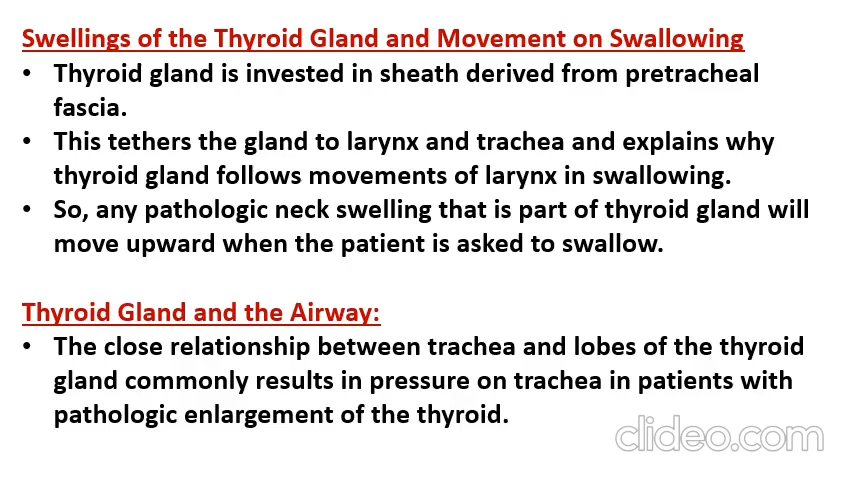 Swellings of the Thyroid Gland and Movement on Swallowing
• Thyroid gland is invested in sheath derived from pretracheal
fascia.
• This tethers the gland to larynx and trachea and explains why
thyroid gland follows movements of larynx in swallowing.
• So, any pathologic neck swelling that is part of thyroid gland will
move upward when the patient is asked to swallow.
Thyroid Gland and the Airway:
• The close relationship between trachea and lobes of the thyroid
gland commonly results in pressure on trachea in patients with
pathologic enlargement of the thyroid.
clideo.com